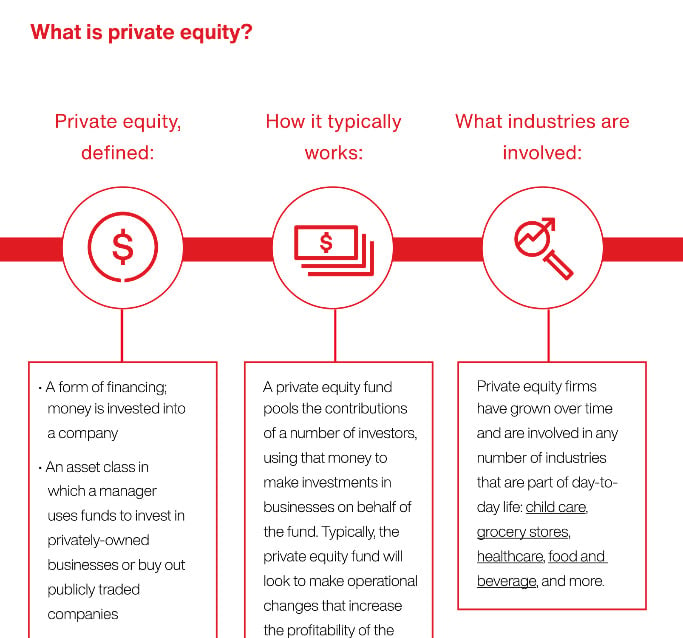 What is private equity?
Private equity,
defined:
How it typically
works:
What industries are
involved:
$
$
· A form of financing;
money is invested into
a company
· An asset class in
which a manager
uses funds to invest in
privately-owned
businesses or buy out
publicly traded
companies
A private equity fund
pools the contributions
of a number of investors,
using that money to
make investments in
businesses on behalf of
the fund. Typically, the
private equity fund will
look to make operational
changes that increase
the profitability of the
Private equity firms
have grown over time
and are involved in any
number of industries
that are part of day-to-
day life: child care,
grocery stores,
healthcare, food and
beverage, and more.